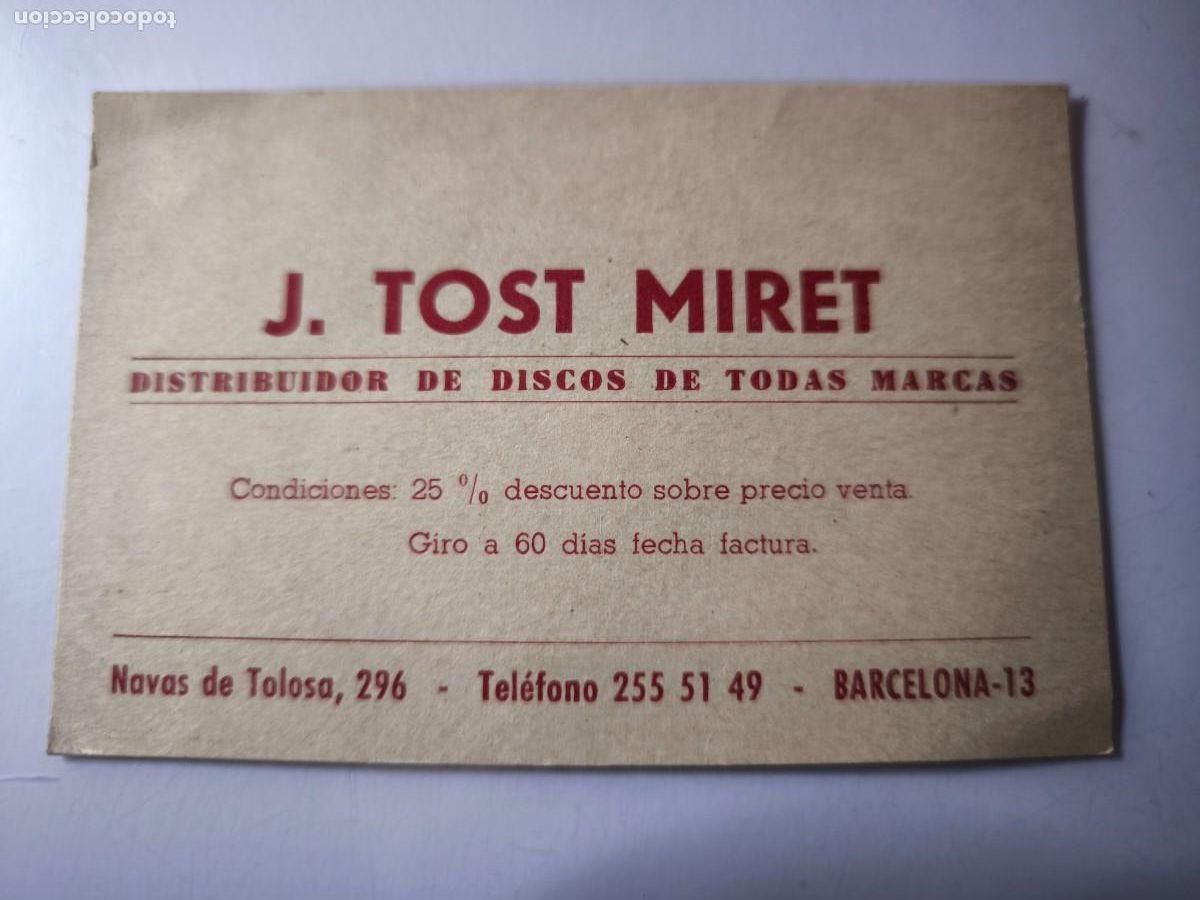 todocoleccion
J. TOST MIRET
DISTRIBUIDOR DE DISCOS DE TODAS MARCAS
Condiciones: 25 % descuento sobre precio venta.
Giro a 60 días fecha factura.
Navas de Tolosa, 296 - Teléfono 255 51 49 - BARCELONA-13